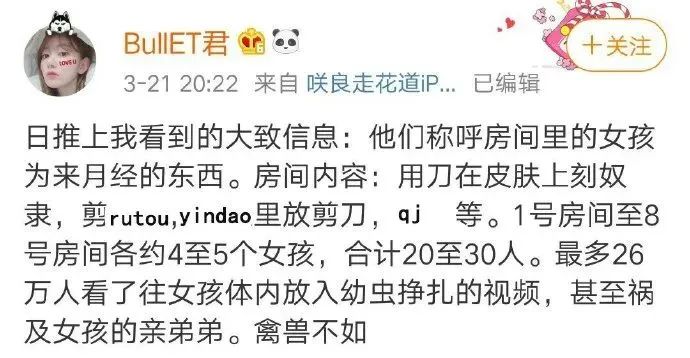 BullET君
3-21 20:22 来自 咲良走花道iP... 已编辑
+关注
LOVE U
日推上我看到的大致信息：他们称呼房间里的女孩
为来月经的东西。房间内容：用刀在皮肤上刻奴
隶，剪rutou,yindao里放剪刀，qj 等。1号房间至8
号房间各约4至5个女孩，合计20至30人。最多26
万人看了往女孩体内放入幼虫挣扎的视频，甚至祸
及女孩的亲弟弟。禽兽不如